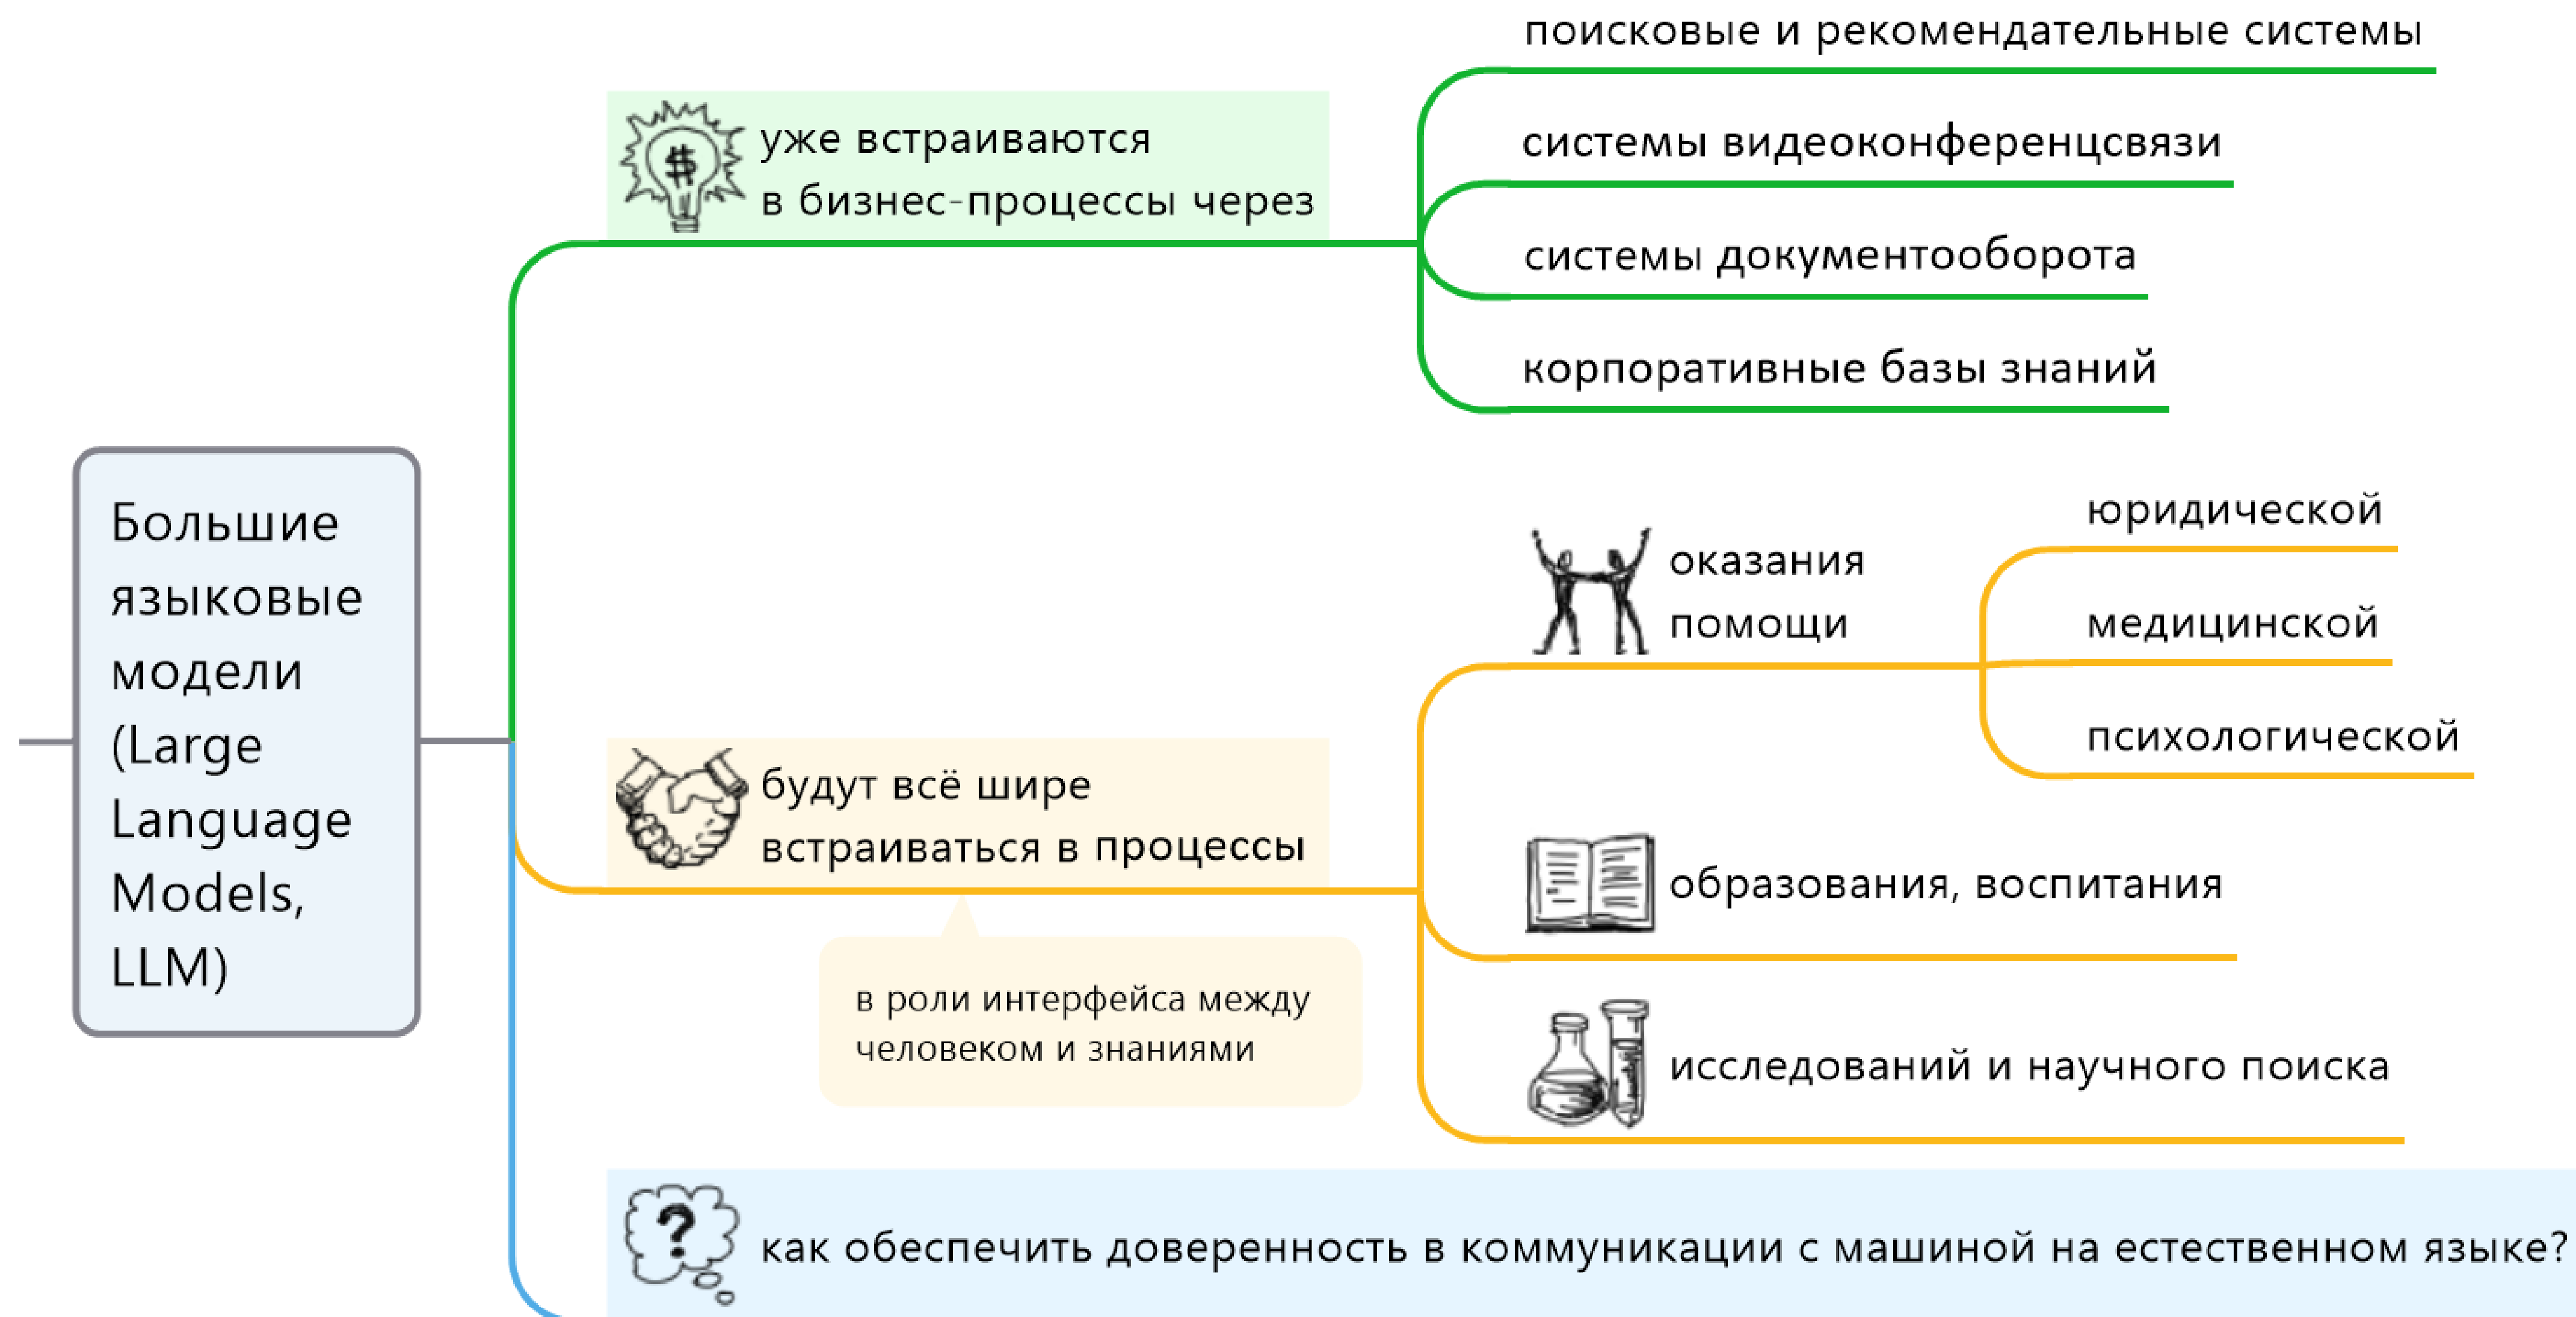 Большие
языковые
модели
(Large
Language
Models,
LLM)
уже встраиваются
в бизнес-процессы через
поисковые и рекомендательные системы
системы видеоконференцсвязи
системы документооборота
корпоративные базы знаний
будут всё шире
встраиваться в процессы
в роли интерфейса между
человеком и знаниями
оказания
помощи
юридической
медицинской
психологической
образования, воспитания
исследований и научного поиска
как обеспечить доверенность в коммуникации с машиной на естественном языке?